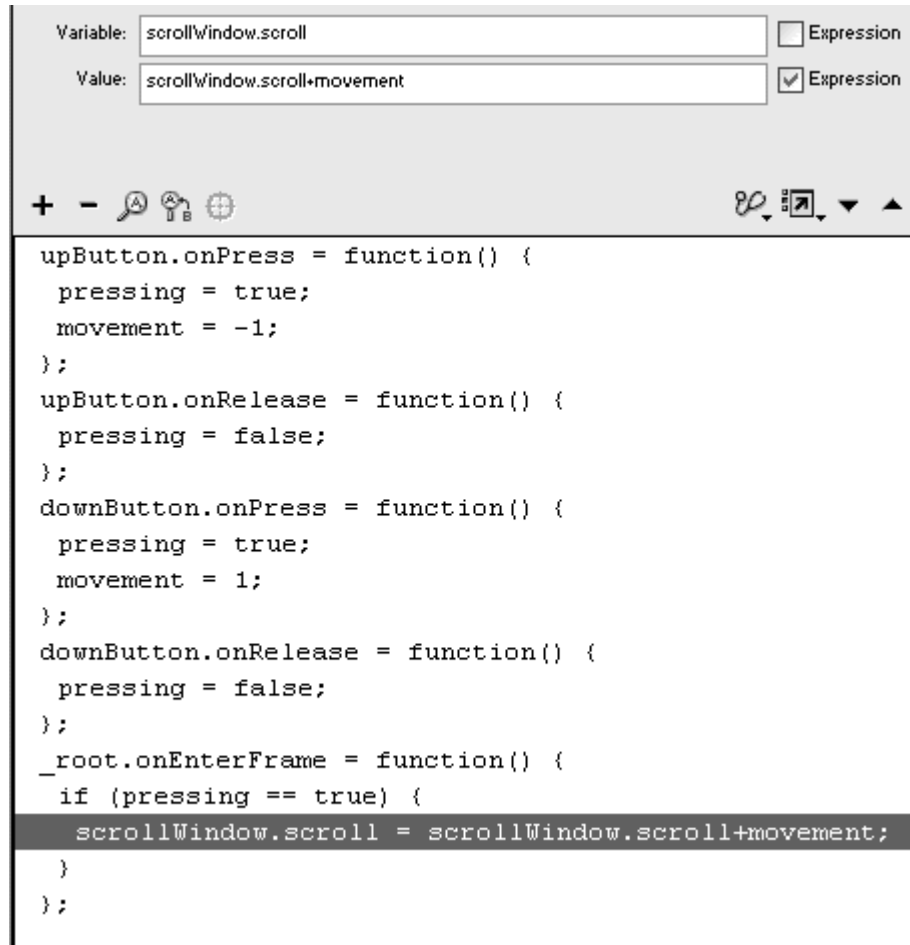 Variable: scrollWindow.scroll Expression
Value: scrollWindow.scroll+movement Expression
upButton.onPress = function() {
pressing = true;
movement = -1;
};
upButton.onRelease = function() {
pressing = false;
};
downButton.onPress = function() {
pressing = true;
movement = 1;
};
downButton.onRelease = function() {
pressing = false;
};
_root.onEnterFrame = function() {
if (pressing == true) {
scrollWindow.scroll = scrollWindow.scroll+movement;
}
};